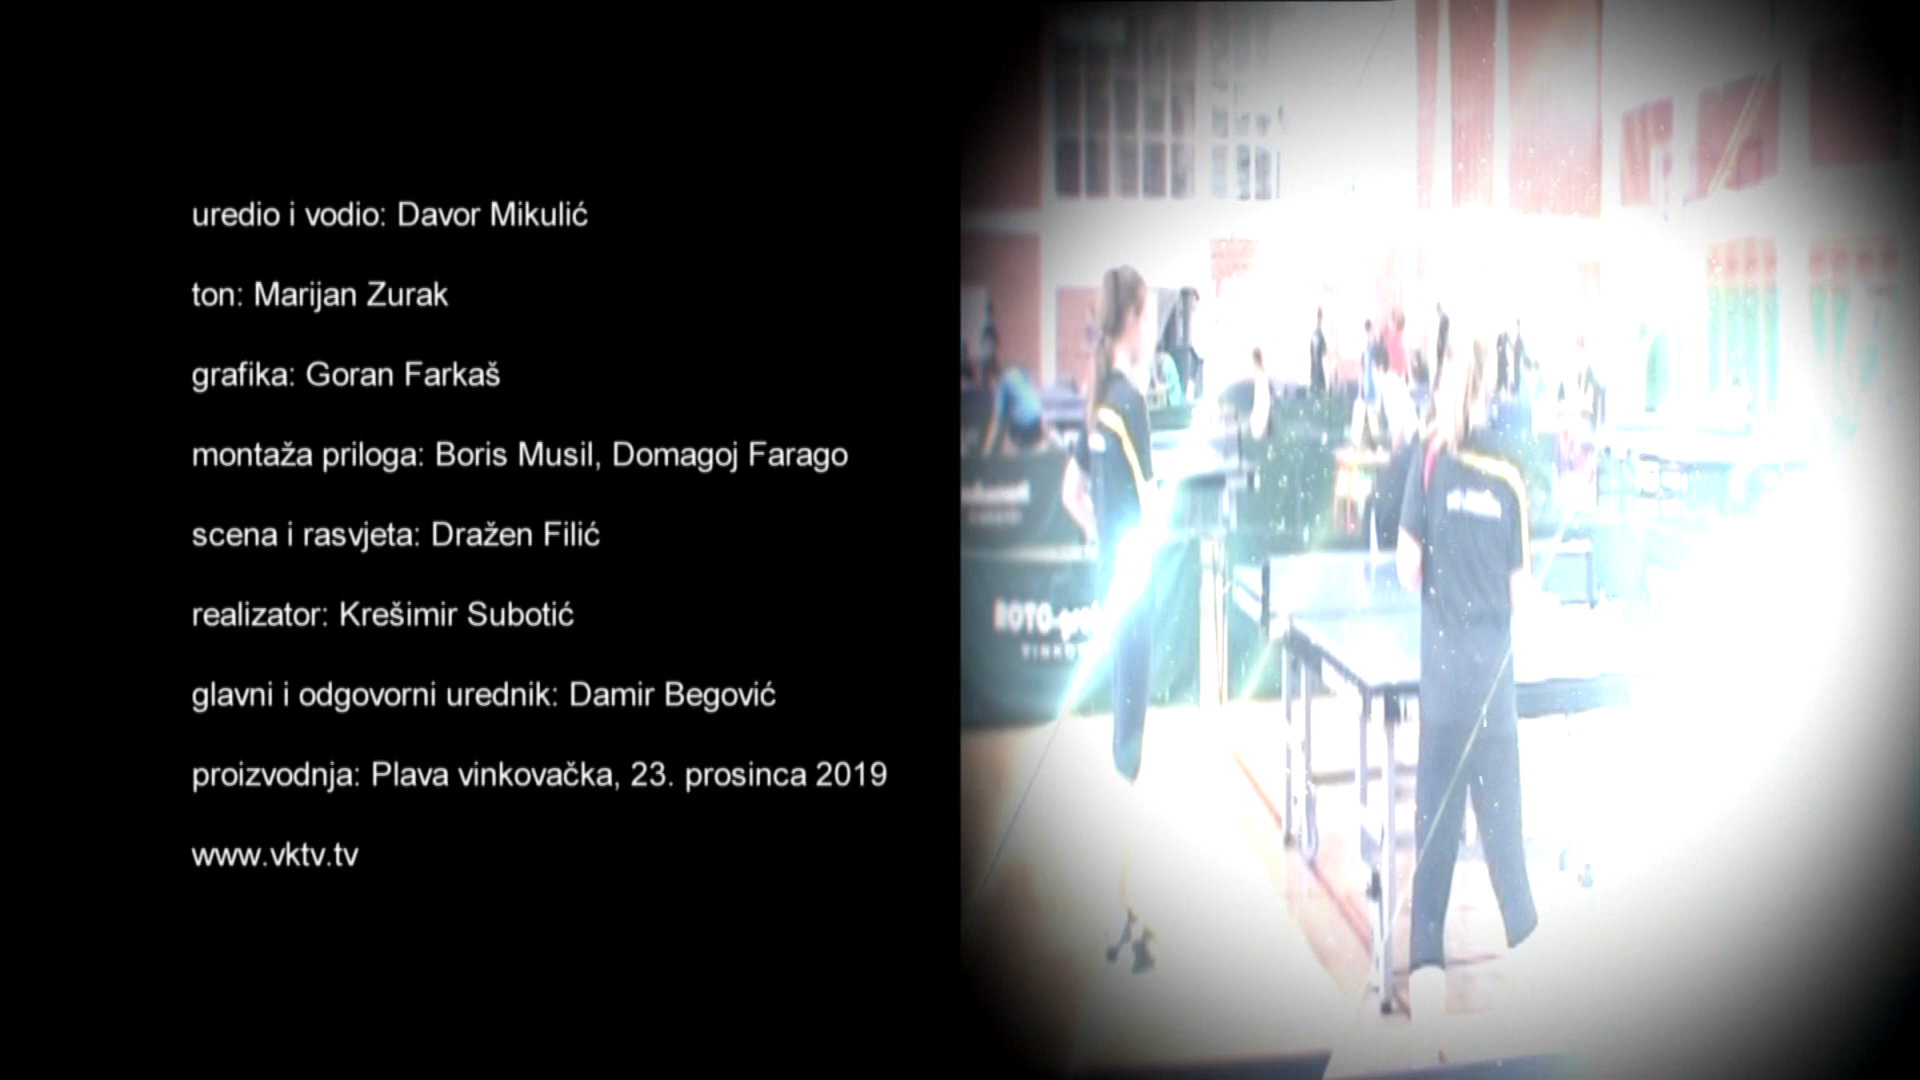 uredio i vodio: Davor Mikulić
ton: Marijan Zurak
grafika: Goran Farkaš
montaža priloga: Boris Musil, Domagoj Farago
scena i rasvjeta: Dražen Filić
realizator: Krešimir Subotić
glavni i odgovorni urednik: Damir Begović
proizvodnja: Plava vinkovačka, 23. prosinca 2019
www.vktv.tv